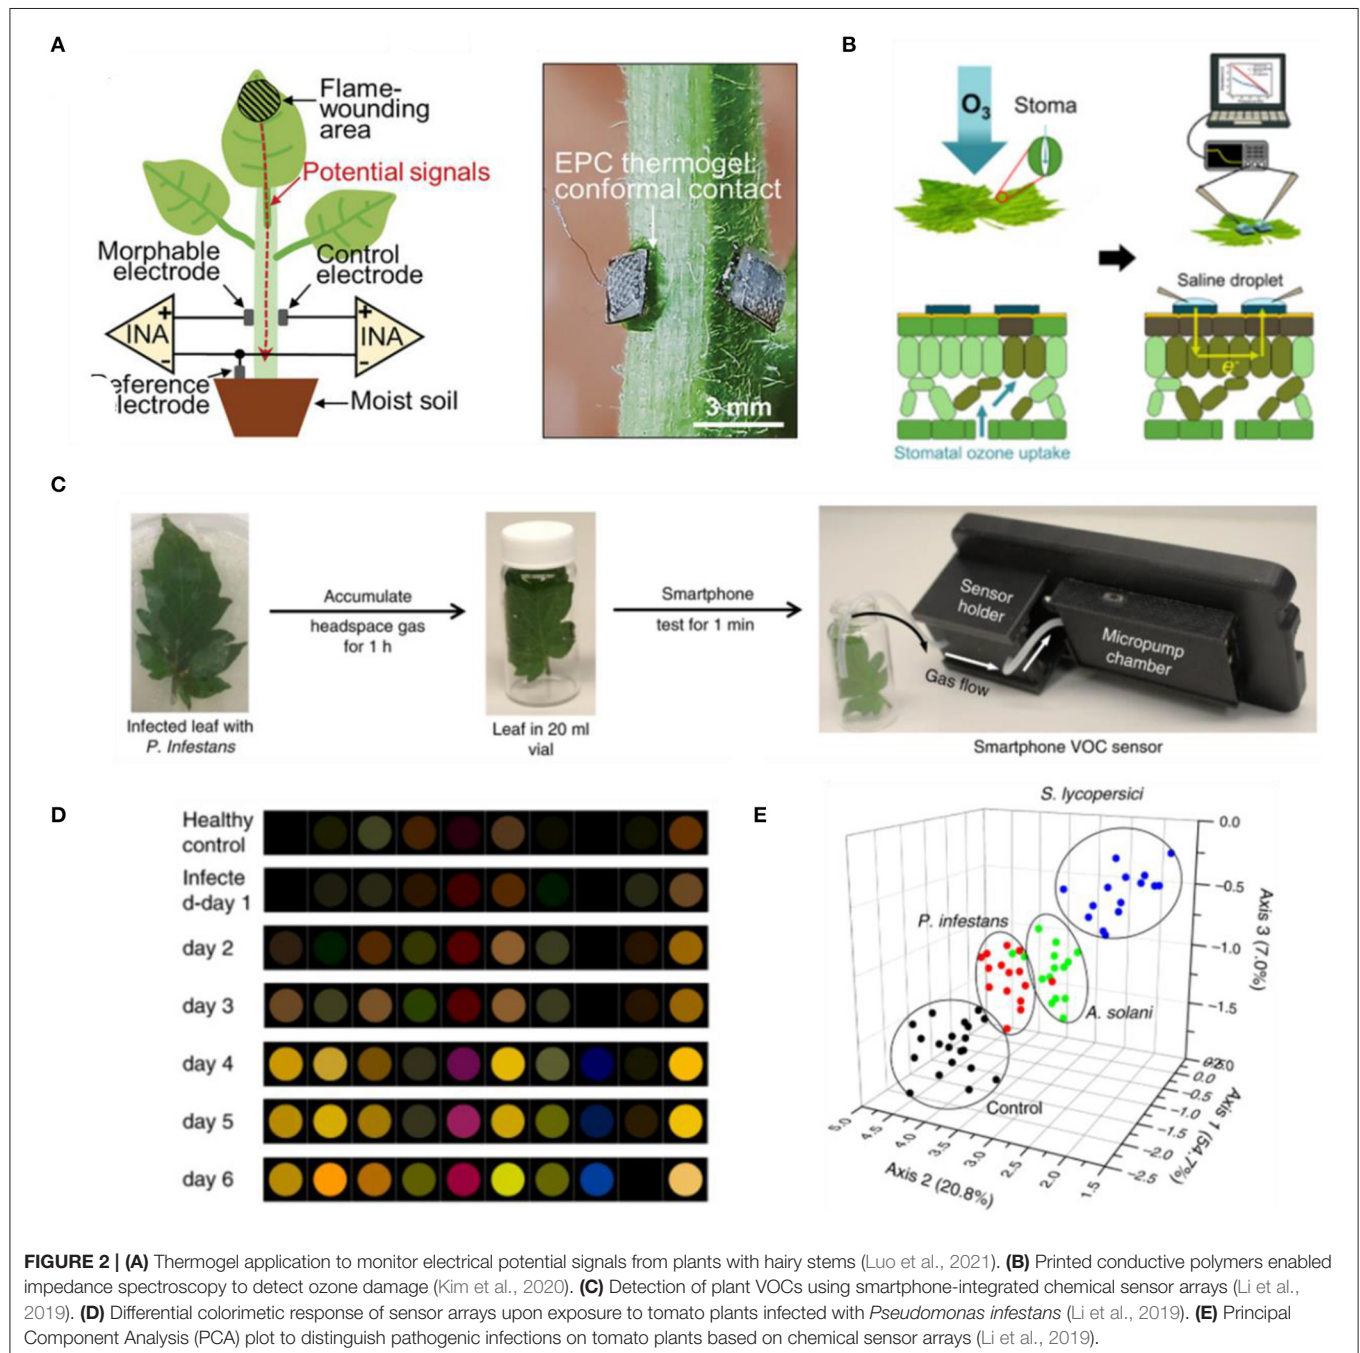 A
Flame-
wounding
area
Potential signals
Morphable
electrode
Control
electrode
+
INA
-
+
INA
-
eference
lectrode
Moist soil
EPC thermogel:
conformal contact
3 mm
B
O3
Stoma
Saline droplet
e-
Stomatal ozone uptake
C
Infected leaf with
P. Infestans
Accumulate
headspace gas
for 1 h
Leaf in 20 ml
vial
Smartphone
test for 1 min
Sensor
holder
Micropump
chamber
Gas flow
Smartphone VOC sensor
D
Healthy
control
Infecte
d-day 1
day 2
day 3
day 4
day 5
day 6
E
S. lycopersici
P. infestans
A. solani
Control
0.0
−0.5
−1.0
−1.5
Axis 3 (7.0%)
0.0
−0.5
−1.0
−1.5
−2.0
−2.5
Axis 1 (54.7%)
5.0
4.5
4.0
3.5
3.0
2.5
2.0
1.5
Axis 2 (20.8%)
FIGURE 2 | (A) Thermogel application to monitor electrical potential signals from plants with hairy stems (Luo et al., 2021). (B) Printed conductive polymers enabled
impedance spectroscopy to detect ozone damage (Kim et al., 2020). (C) Detection of plant VOCs using smartphone-integrated chemical sensor arrays (Li et al.,
2019). (D) Differential colorimetic response of sensor arrays upon exposure to tomato plants infected with Pseudomonas infestans (Li et al., 2019). (E) Principal
Component Analysis (PCA) plot to distinguish pathogenic infections on tomato plants based on chemical sensor arrays (Li et al., 2019).